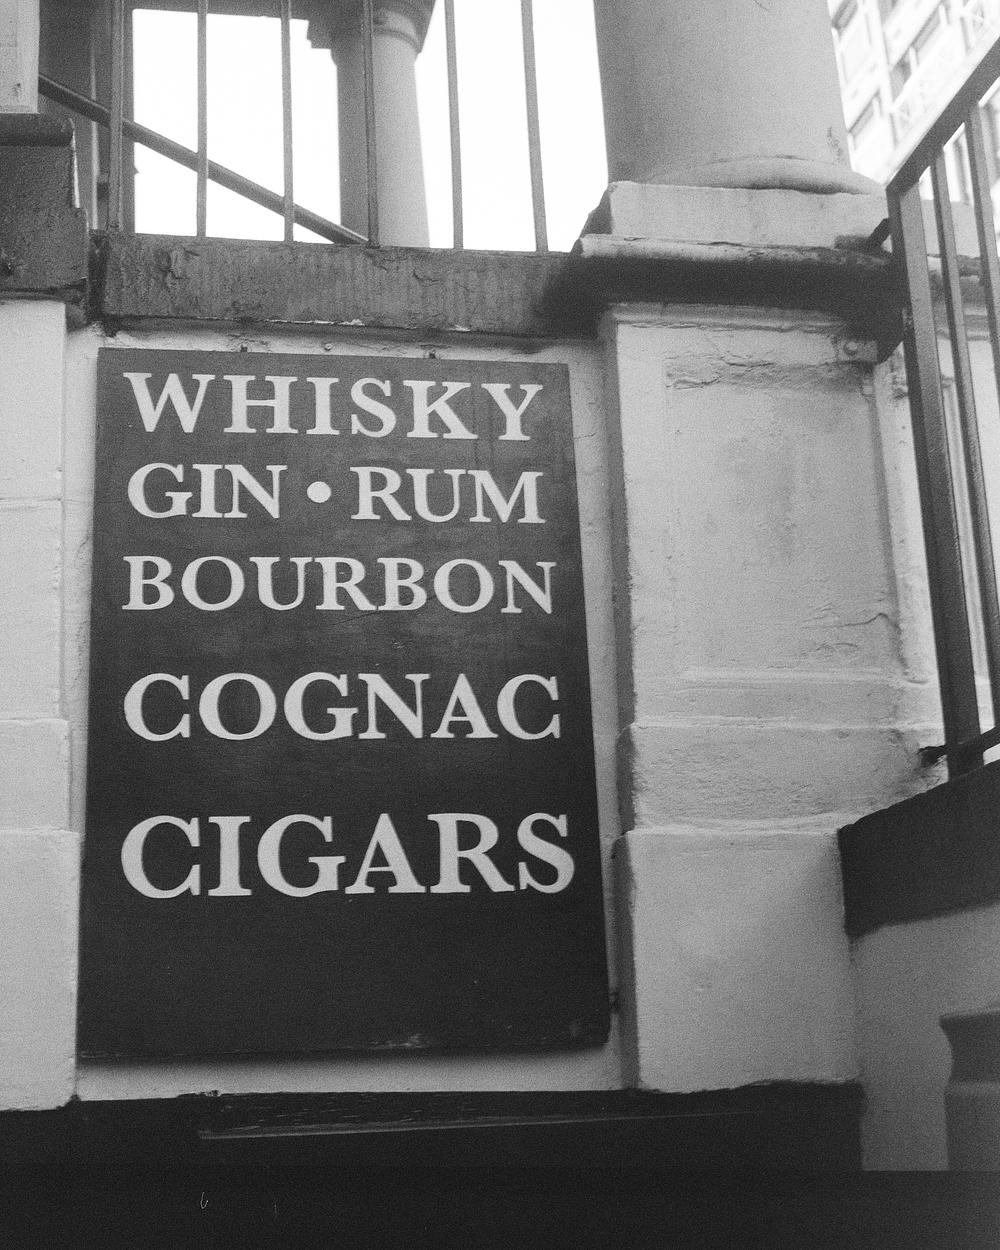 WHISKY
GIN • RUM
BOURBON
COGNAC
CIGARS